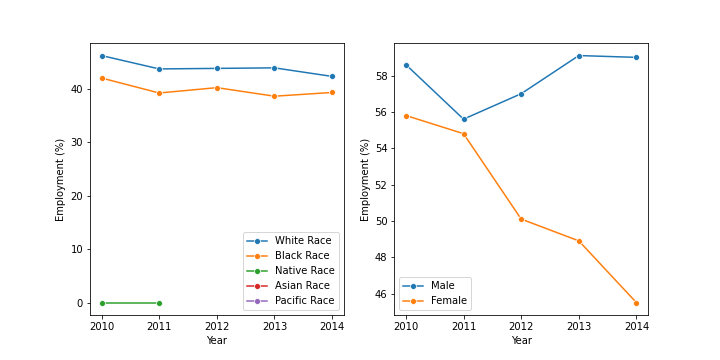 Employment (%)
40
30
20
10
0
2010 2011 2012 2013 2014
Year
White Race
Black Race
Native Race
Asian Race
Pacific Race
Employment (%)
58
56
54
52
50
48
46
2010 2011 2012 2013 2014
Year
Male
Female